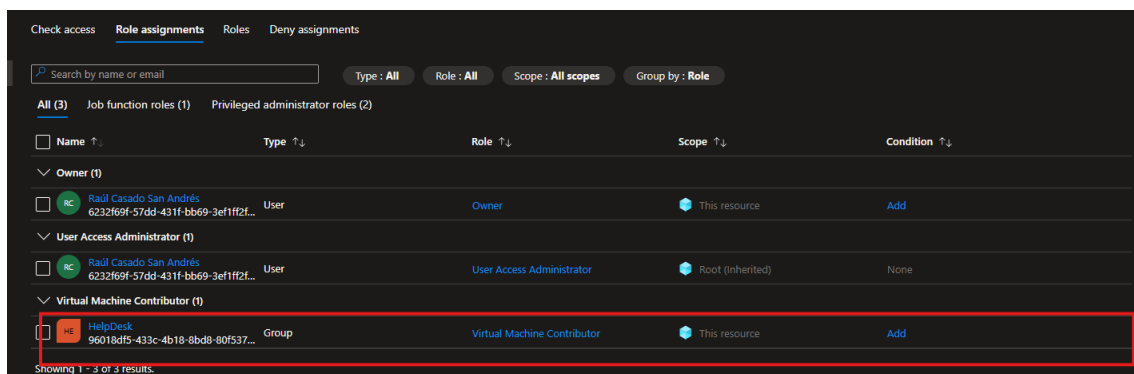 Check access Role assignments Roles Deny assignments
Search by name or email Type : All Role : All Scope : All scopes Group by : Role
All (3) Job function roles (1) Privileged administrator roles (2)
Name ↑↓ Type ↑↓ Role ↑↓ Scope ↑↓ Condition ↑↓
Owner (1)
RC Raúl Casado San Andrés
6232f69f-57dd-431f-bb69-3ef1ff2f... User Owner This resource Add
User Access Administrator (1)
RC Raúl Casado San Andrés
6232f69f-57dd-431f-bb69-3ef1ff2f... User User Access Administrator Root (Inherited) None
Virtual Machine Contributor (1)
HE HelpDesk
96018df5-433c-4b18-8bd8-80f537... Group Virtual Machine Contributor This resource Add
Showing 1 - 3 of 3 results.